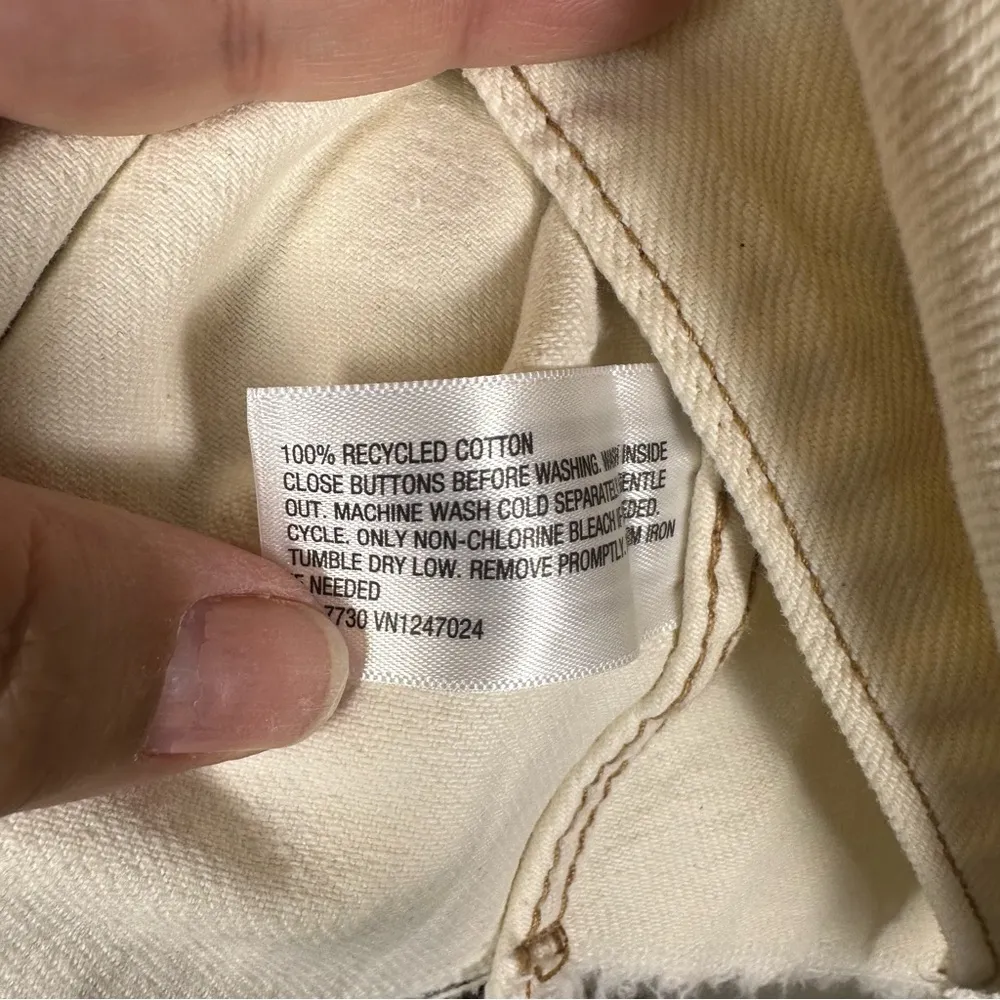 100% RECYCLED COTTON
CLOSE BUTTONS BEFORE WASHING. WASH INSIDE
OUT. MACHINE WASH COLD SEPARATELY GENTLE
CYCLE. ONLY NON-CHLORINE BLEACH
TUMBLE DRY LOW. REMOVE PROMPTLY. IRON
NEEDED
7730 VN1247024